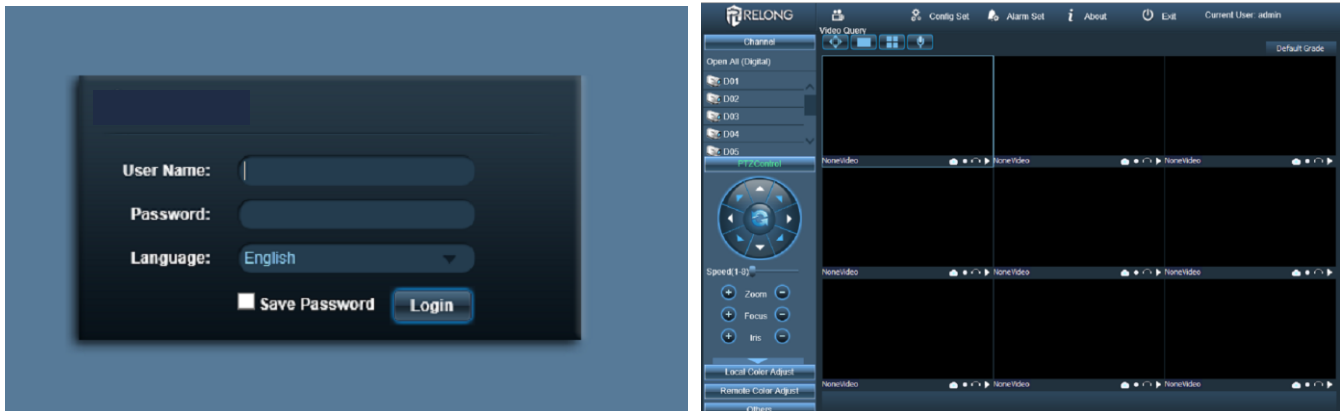 User Name:
Password:
Language: English
Save Password Login
RELONG
Config Set Alarm Set i About Exit Current User: admin
Video Query
Channel
Default Grade
Open All (Digital)
D01
D02
D03
D04
D05
PTZControl
NoneVideo NoneVideo NoneVideo
Speed(1-8)
NoneVideo NoneVideo NoneVideo
Zoom
Focus
Iris
Local Color Adjust
NoneVideo NoneVideo NoneVideo
Remote Color Adjust
Others